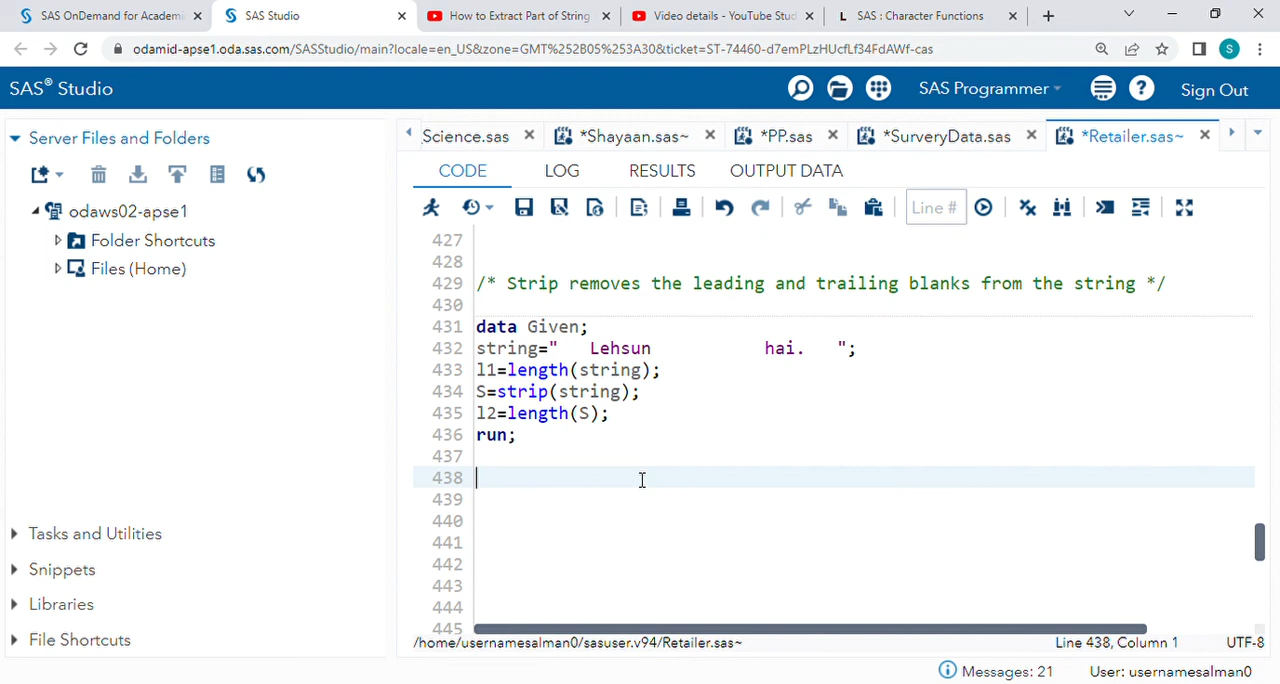 SAS OnDemand for Academi
SAS Studio
How to Extract Part of String
Video details - YouTube Stud
SAS : Character Functions
odamid-apse1.oda.sas.com/SASStudio/main?locale=en_US&zone=GMT%252B05%253A30&ticket=ST-74460-d7emPLzHUcfLf34FdAWf-cas
S
SAS® Studio
SAS Programmer
Sign Out
Server Files and Folders
odaws02-apse1
Folder Shortcuts
Files (Home)
Tasks and Utilities
Snippets
Libraries
File Shortcuts
Science.sas
*Shayaan.sas~
*PP.sas
*SurveryData.sas
*Retailer.sas~
CODE
LOG
RESULTS
OUTPUT DATA
Line #
427
428
429 /* Strip removes the leading and trailing blanks from the string */
430
431 data Given;
432 string="   Lehsun           hai.   ";
433 l1=length(string);
434 S=strip(string);
435 l2=length(S);
436 run;
437
438
439
440
441
442
443
444
445
/home/usernamesalman0/sasuser.v94/Retailer.sas~
Line 438, Column 1
UTF-8
Messages: 21
User: usernamesalman0